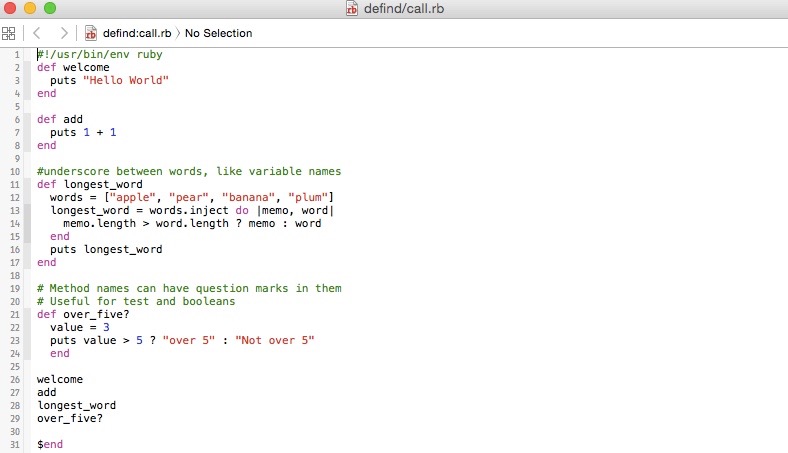 defind/call.rb
defind:call.rb 〉 No Selection
1 #!/usr/bin/env ruby
2 def welcome
3   puts "Hello World"
4 end
5
6 def add
7   puts 1 + 1
8 end
9
10 #underscore between words, like variable names
11 def longest_word
12   words = ["apple", "pear", "banana", "plum"]
13   longest_word = words.inject do |memo, word|
14     memo.length > word.length ? memo : word
15   end
16   puts longest_word
17 end
18
19 # Method names can have question marks in them
20 # Useful for test and booleans
21 def over_five?
22   value = 3
23   puts value > 5 ? "over 5" : "Not over 5"
24   end
25
26 welcome
27 add
28 longest_word
29 over_five?
30
31 $end